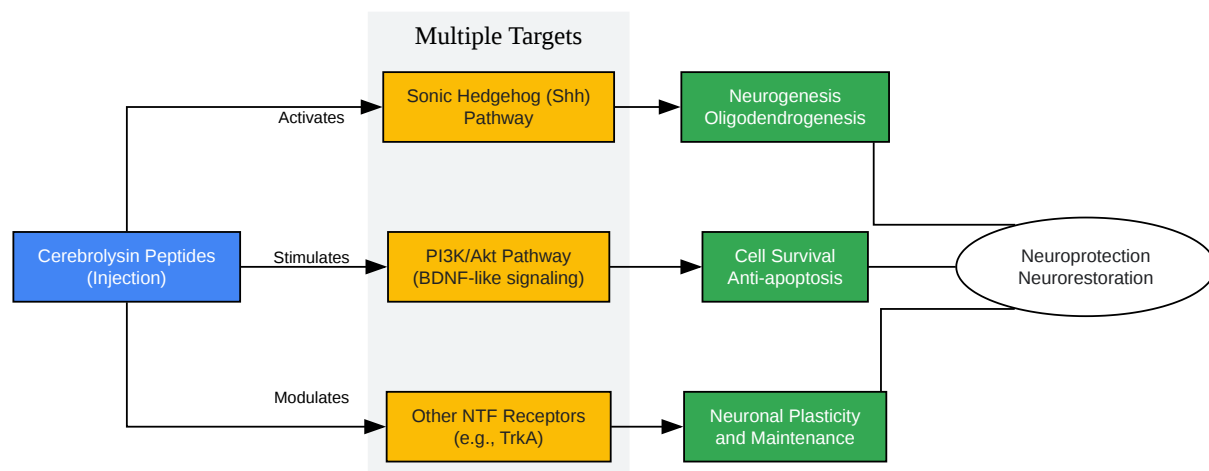 Multiple Targets
Sonic Hedgehog (Shh)
Pathway
Neurogenesis
Oligodendrogenesis
Activates
Cerebrolysin Peptides
(Injection)
Stimulates
PI3K/Akt Pathway
(BDNF-like signaling)
Cell Survival
Anti-apoptosis
Neuroprotection
Neurorestoration
Modulates
Other NTF Receptors
(e.g., TrkA)
Neuronal Plasticity
and Maintenance